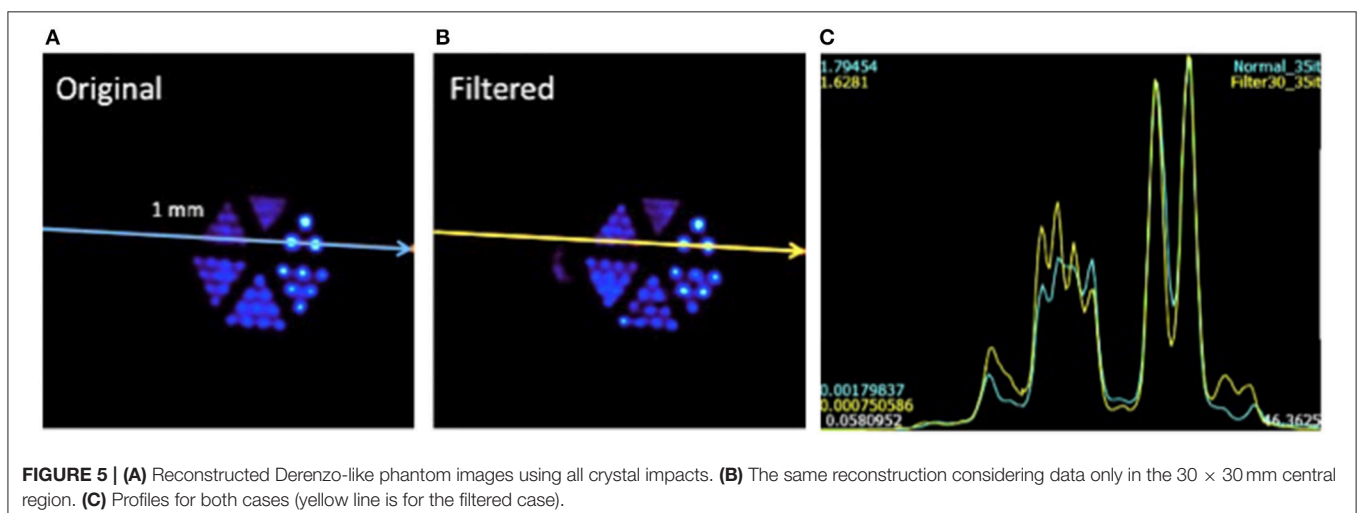 A
B
C
Original
Filtered
1 mm
1.79454
1.6281
Normal_35it
Filter30_35it
0.00179837
0.000750586
0.0580952
46.3625
FIGURE 5 | (A) Reconstructed Derenzo-like phantom images using all crystal impacts. (B) The same reconstruction considering data only in the 30 × 30 mm central
region. (C) Profiles for both cases (yellow line is for the filtered case).